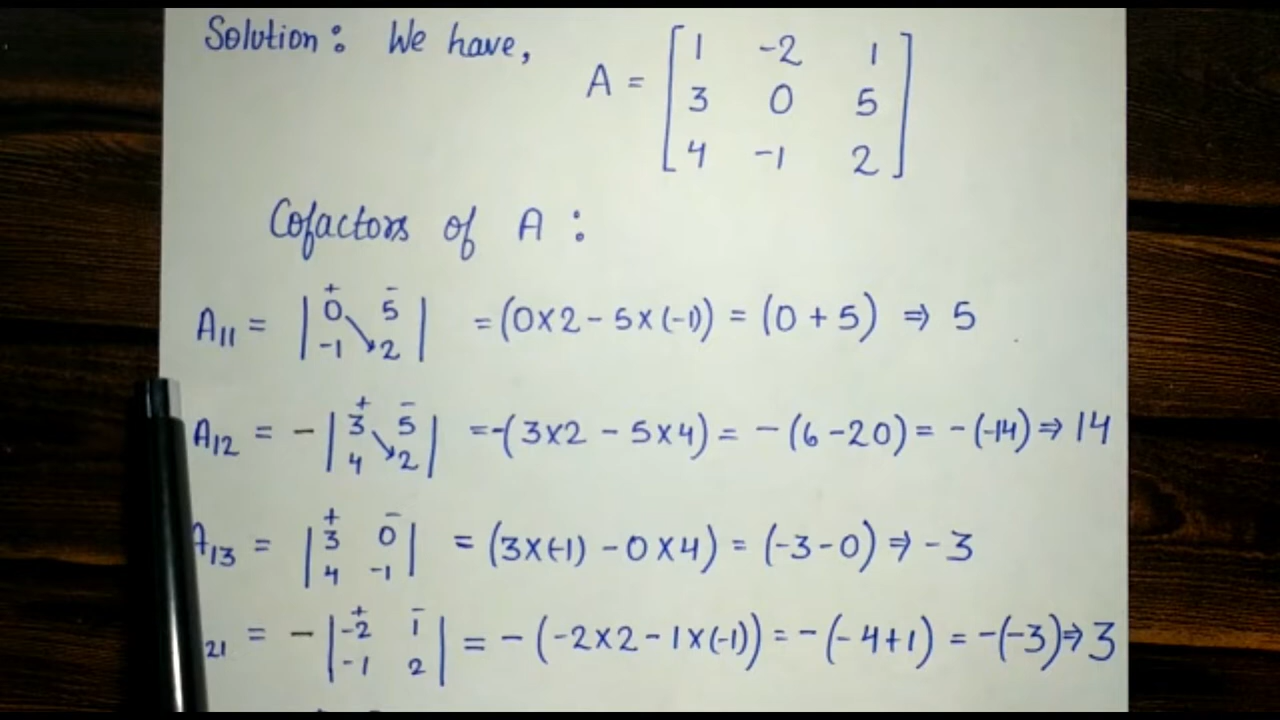 Solution: We have,
A = [ 1 -2 1
3 0 5
4 -1 2 ]
Cofactors of A :
A11 = | 0 5 | = (0×2 - 5×(-1)) = (0 + 5) ⇒ 5
| -1 2 |
A12 = - | 3 5 | = -(3×2 - 5×4) = - (6 - 20) = - (-14) ⇒ 14
| 4 2 |
A13 = | 3 0 | = (3×(-1) - 0×4) = (-3 - 0) ⇒ -3
| 4 -1 |
21 = - | -2 1 | = - (-2×2 - 1×(-1)) = - (-4+1) = -(-3) ⇒ 3
| -1 2 |